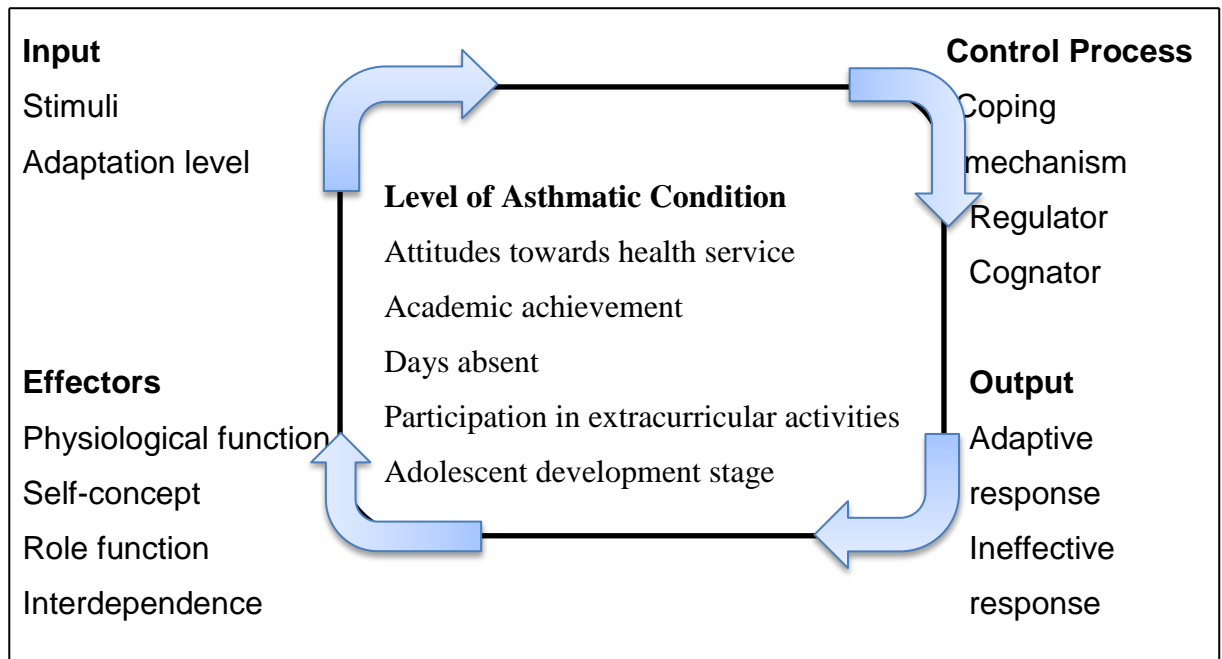 Input
Stimuli
Adaptation level
Control Process
Coping
mechanism
Regulator
Cognator
Level of Asthmatic Condition
Attitudes towards health service
Academic achievement
Days absent
Participation in extracurricular activities
Adolescent development stage
Effectors
Physiological function
Self-concept
Role function
Interdependence
Output
Adaptive
response
Ineffective
response